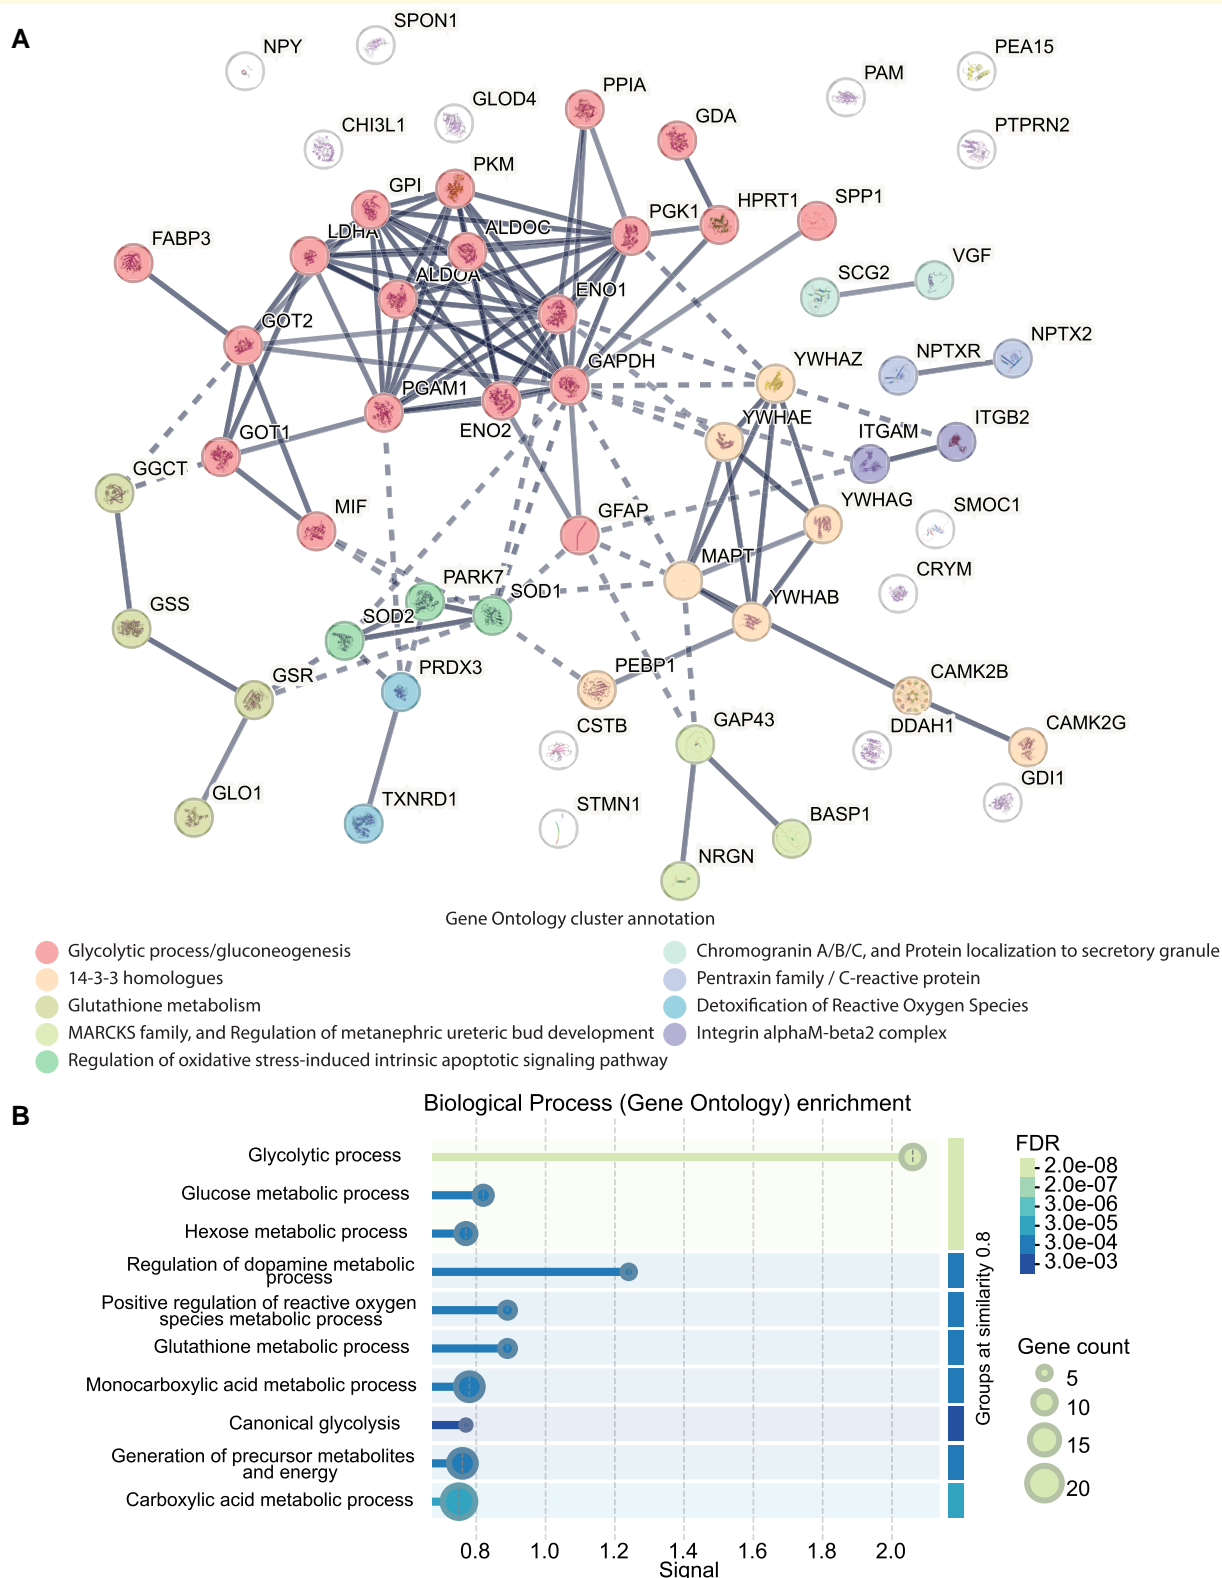 A
SPON1
NPY
PEA15
PAM
PPIA
GLOD4
GDA
CHI3L1
PTPRN2
PKM
GPI
HPRT1
SPP1
PGK1
LDHA
ALDOC
FABP3
VGF
SCG2
ALDOA
ENO1
GOT2
NPTX2
NPTXR
GAPDH
YWHAZ
PGAM1
YWHAE
ITGB2
ENO2
ITGAM
GOT1
GGCT
YWHAG
SMOC1
MIF
GFAP
MAPT
CRYM
PARK7
SOD1
YWHAB
GSS
SOD2
PRDX3
PEBP1
CAMK2B
GSR
GAP43
CSTB
DDAH1
CAMK2G
GDI1
GLO1
TXNRD1
STMN1
BASP1
NRGN
Gene Ontology cluster annotation
Glycolytic process/gluconeogenesis
14-3-3 homologues
Glutathione metabolism
MARCKS family, and Regulation of metanephric ureteric bud development
Regulation of oxidative stress-induced intrinsic apoptotic signaling pathway
Chromogranin A/B/C, and Protein localization to secretory granule
Pentraxin family / C-reactive protein
Detoxification of Reactive Oxygen Species
Integrin alphaM-beta2 complex
B
Biological Process (Gene Ontology) enrichment
Glycolytic process
Glucose metabolic process
Hexose metabolic process
Regulation of dopamine metabolic
process
Positive regulation of reactive oxygen
species metabolic process
Glutathione metabolic process
Monocarboxylic acid metabolic process
Canonical glycolysis
Generation of precursor metabolites
and energy
Carboxylic acid metabolic process
0.8 1.0 1.2 1.4 1.6 1.8 2.0
Signal
Groups at similarity 0.8
FDR
2.0e-08
2.0e-07
3.0e-06
3.0e-05
3.0e-04
3.0e-03
Gene count
5
10
15
20